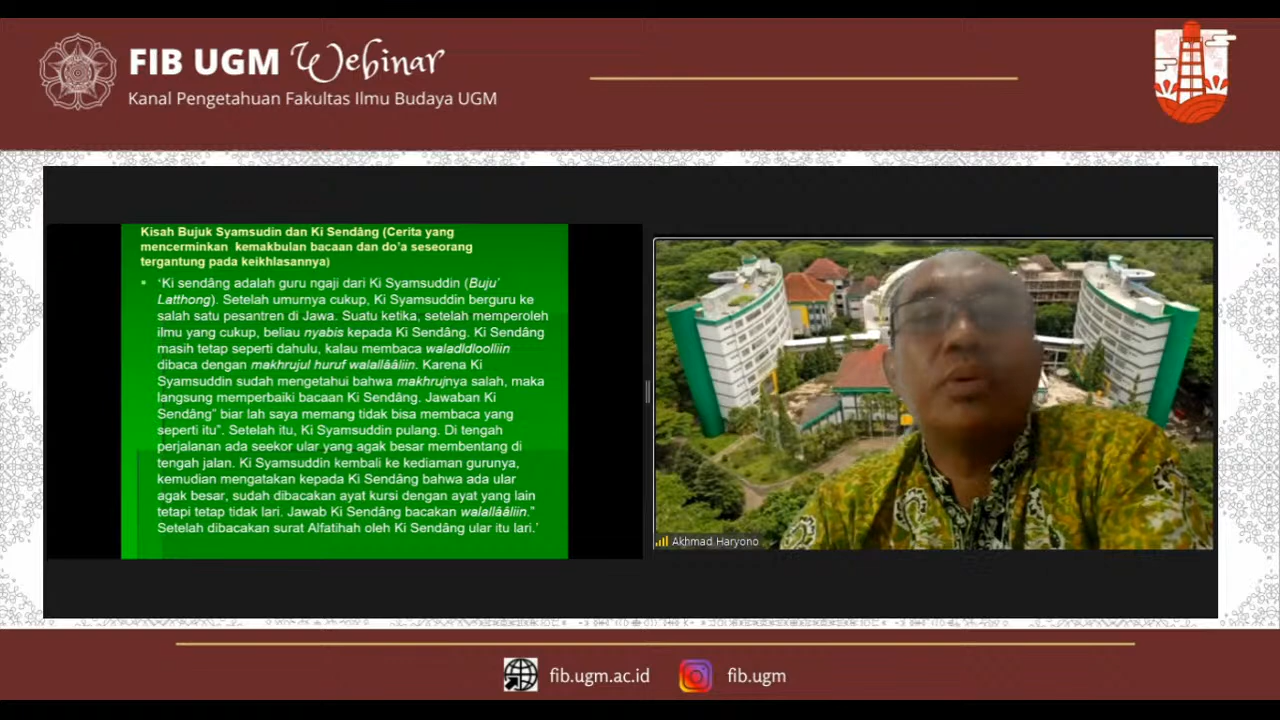 FIB UGM Webinar
Kanal Pengetahuan Fakultas Ilmu Budaya UGM
Kisah Bujuk Syamsudin dan Ki Sendâng (Cerita yang
mencerminkan kemakbulan bacaan dan do'a seseorang
tergantung pada keikhlasannya)
'Ki sendâng adalah guru ngaji dari Ki Syamsuddin (Buju'
Latthong). Setelah umurnya cukup, Ki Syamsuddin berguru ke
salah satu pesantren di Jawa. Suatu ketika, setelah memperoleh
ilmu yang cukup, beliau nyabis kepada Ki Sendâng. Ki Sendâng
masih tetap seperti dahulu, kalau membaca waladldloolliin
dibaca dengan makhrujul huruf walallââliin. Karena Ki
Syamsuddin sudah mengetahui bahwa makhrujnya salah, maka
langsung memperbaiki bacaan Ki Sendâng. Jawaban Ki
Sendâng" biar lah saya memang tidak bisa membaca yang
seperti itu". Setelah itu, Ki Syamsuddin pulang. Di tengah
perjalanan ada seekor ular yang agak besar membentang di
tengah jalan. Ki Syamsuddin kembali ke kediaman gurunya,
kemudian mengatakan kepada Ki Sendâng bahwa ada ular
agak besar, sudah dibacakan ayat kursi dengan ayat yang lain
tetapi tetap tidak lari. Jawab Ki Sendâng bacakan walallââliin."
Setelah dibacakan surat Alfatihah oleh Ki Sendâng ular itu lari.'
Akhmad Haryono
fib.ugm.ac.id
fib.ugm